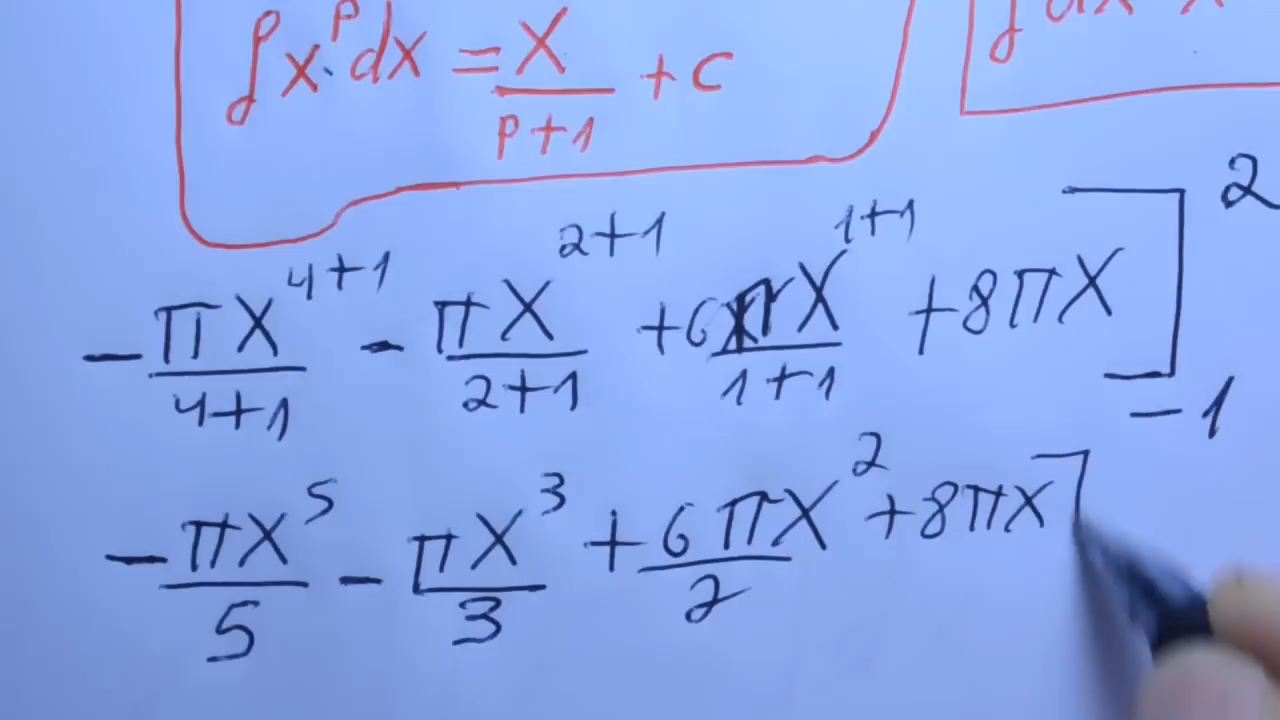 ∫x^p·dx = x/(p+1) + c
- πx^(4+1)/(4+1) - πx^(2+1)/(2+1) + 6πx^(1+1)/(1+1) + 8πx ]_(-1)^2
- πx^5/5 - πx^3/3 + 6πx^2/2 + 8πx ]